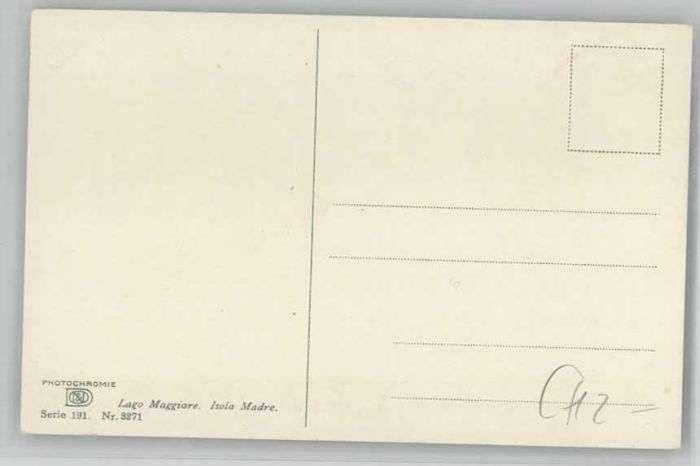 PHOTOCHROMIE
Lago Maggiore. Isola Madre.
Serie 191. Nr. 3271